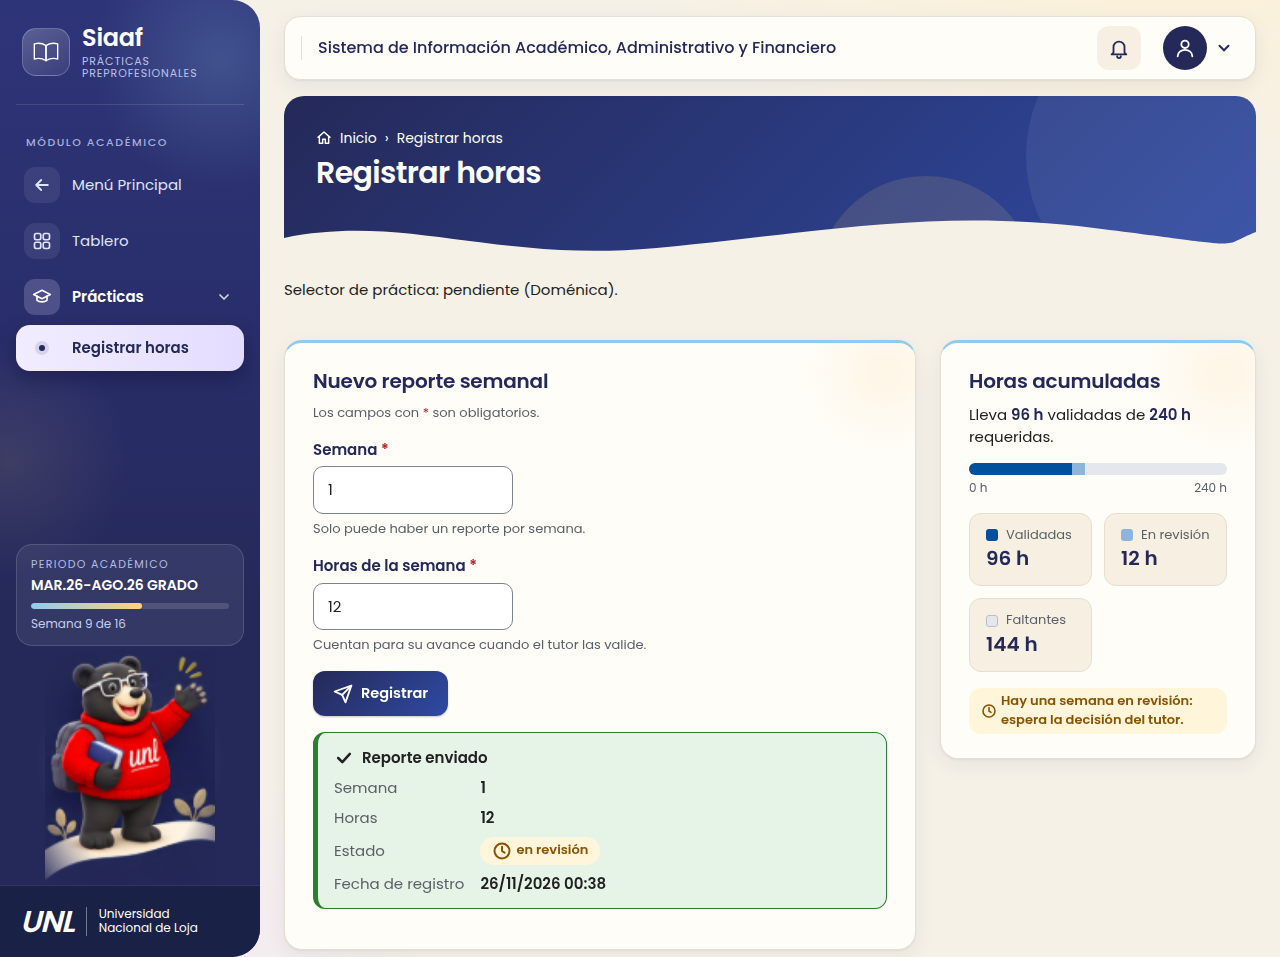 Siaaf
PRÁCTICAS
PREPROFESIONALES
MÓDULO ACADÉMICO
Menú Principal
Tablero
Prácticas
Registrar horas
PERIODO ACADÉMICO
MAR.26-AGO.26 GRADO
Semana 9 de 16
unl
UNL
Universidad
Nacional de Loja
Sistema de Información Académico, Administrativo y Financiero
Inicio › Registrar horas
Registrar horas
Selector de práctica: pendiente (Doménica).
Nuevo reporte semanal
Los campos con * son obligatorios.
Semana *
1
Solo puede haber un reporte por semana.
Horas de la semana *
12
Cuentan para su avance cuando el tutor las valide.
Registrar
Reporte enviado
Semana 1
Horas 12
Estado en revisión
Fecha de registro 26/11/2026 00:38
Horas acumuladas
Lleva 96 h validadas de 240 h
requeridas.
0 h 240 h
Validadas
96 h
En revisión
12 h
Faltantes
144 h
Hay una semana en revisión:
espera la decisión del tutor.